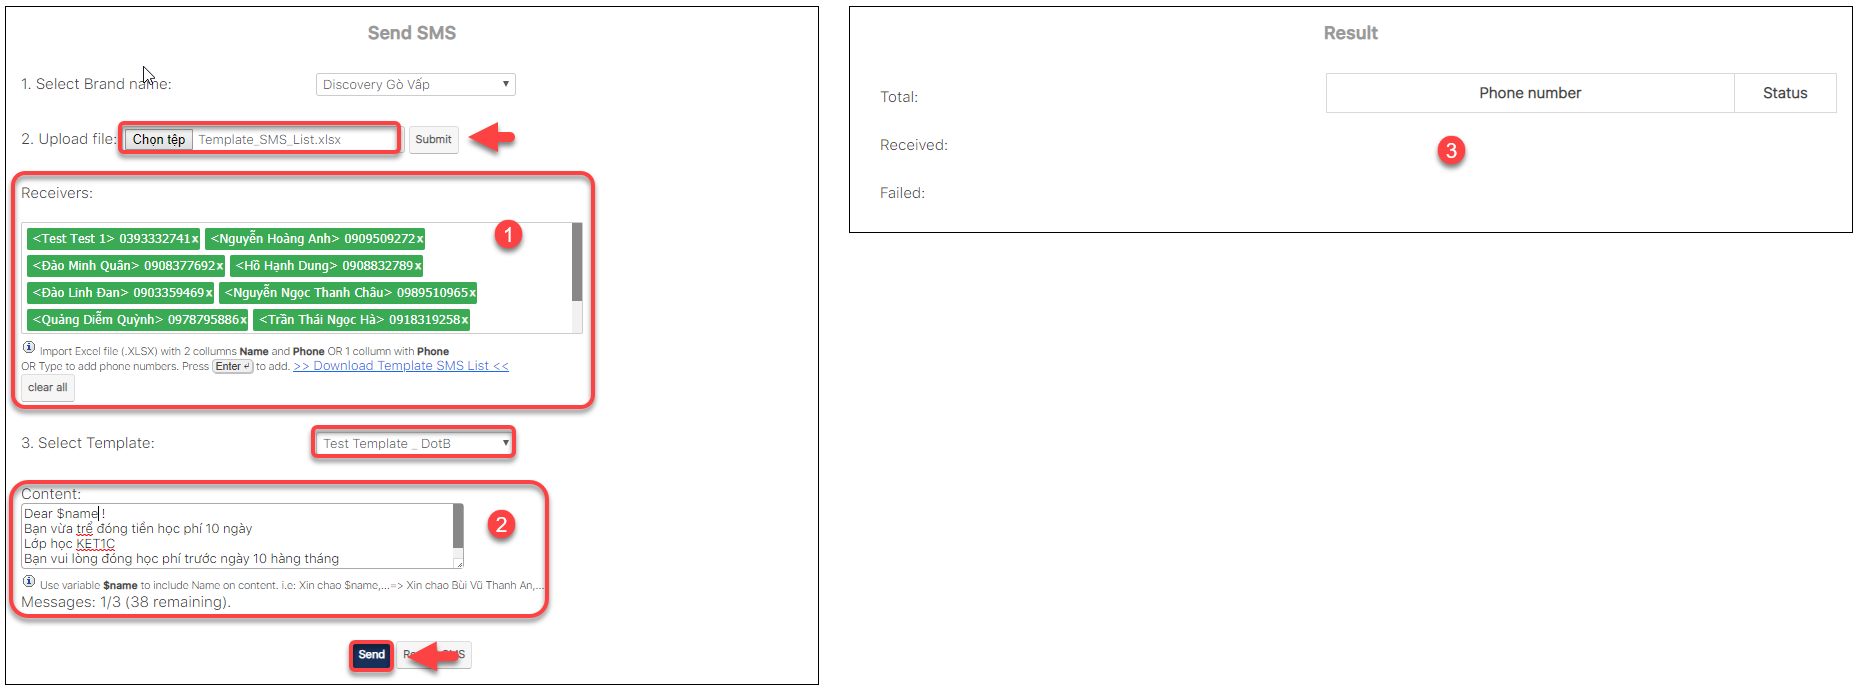 Send SMS
1. Select Brand name:
Discovery Gò Vấp
2. Upload file:
Chọn tệp Template_SMS_List.xlsx
Submit
Receivers:
1
<Test Test 1> 0393332741x <Nguyễn Hoàng Anh> 0909509272x
<Đào Minh Quân> 0908377692x <Hồ Hạnh Dung> 0908832789x
<Đào Linh Đan> 0903359469x <Nguyễn Ngọc Thanh Châu> 0989510965x
<Quảng Diễm Quỳnh> 0978795886x <Trần Thái Ngọc Hà> 0918319258x
Import Excel file (.XLSX) with 2 collumns Name and Phone OR 1 collumn with Phone
OR Type to add phone numbers. Press Enter ↵ to add. >> Download Template SMS List <<
clear all
3. Select Template:
Test Template _ DotB
Content:
2
Dear $name !
Bạn vừa trể đóng tiền học phí 10 ngày
Lớp học KET1C
Bạn vui lòng đóng học phí trước ngày 10 hàng tháng
Use variable $name to include Name on content. i.e: Xin chao $name,...=> Xin chao Bùi Vũ Thanh An,...
Messages: 1/3 (38 remaining).
Send
Result
Total:
Received:
Failed:
Phone number Status
3